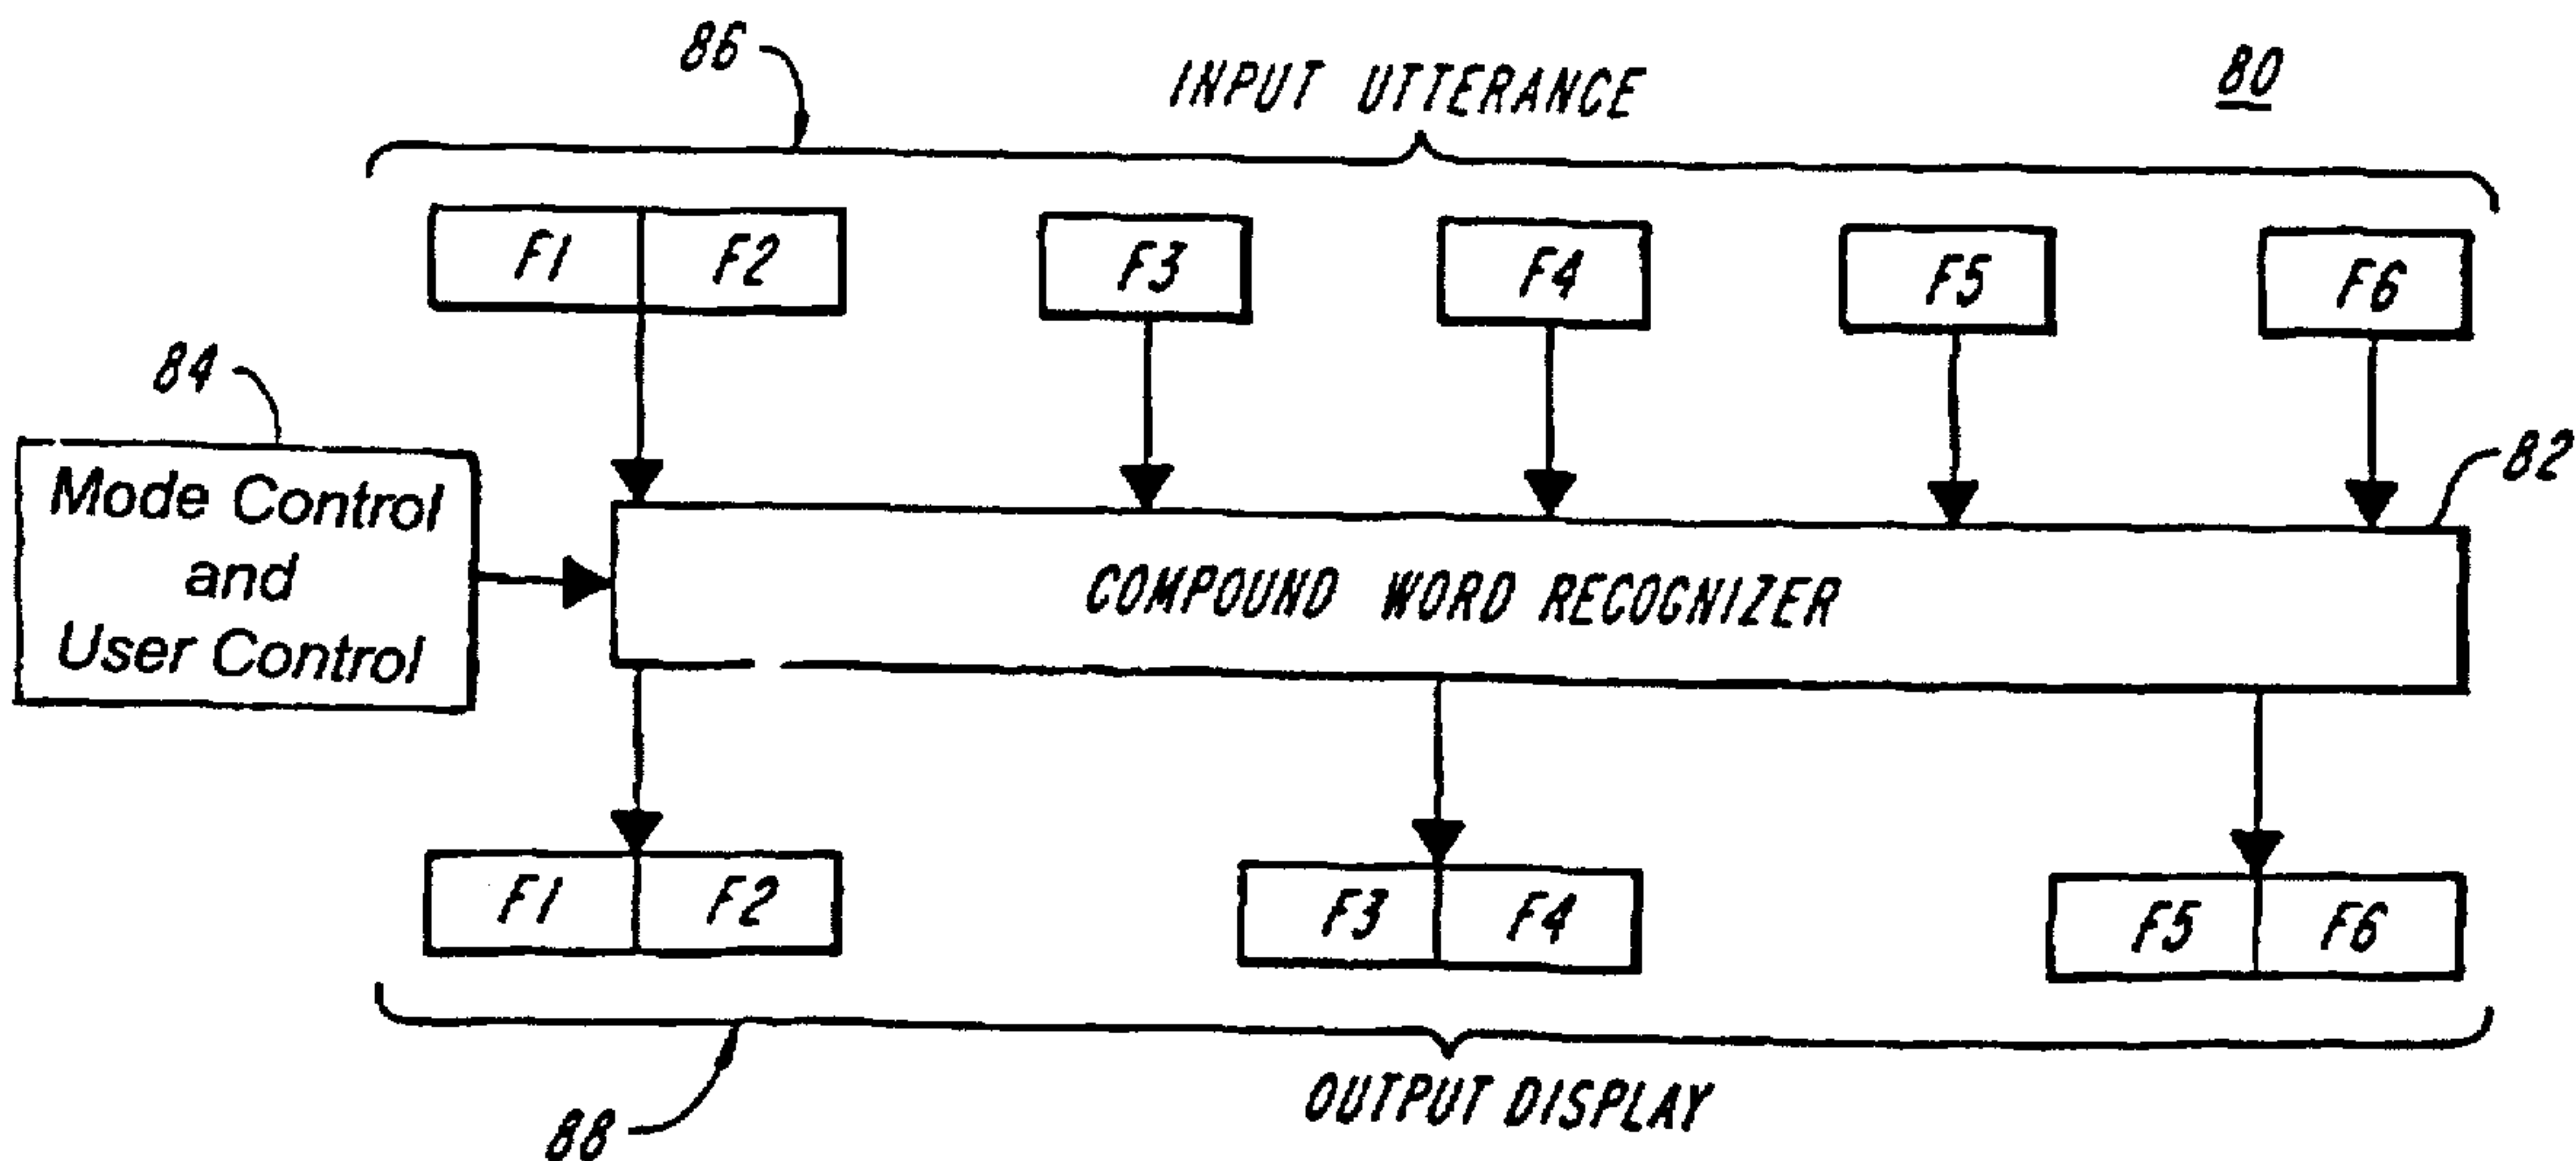 86
INPUT UTTERANCE
80
F1 F2 F3 F4 F5 F6
84
82
Mode Control
and
User Control
COMPOUND WORD RECOGNIZER
F1 F2 F3 F4 F5 F6
88
OUTPUT DISPLAY